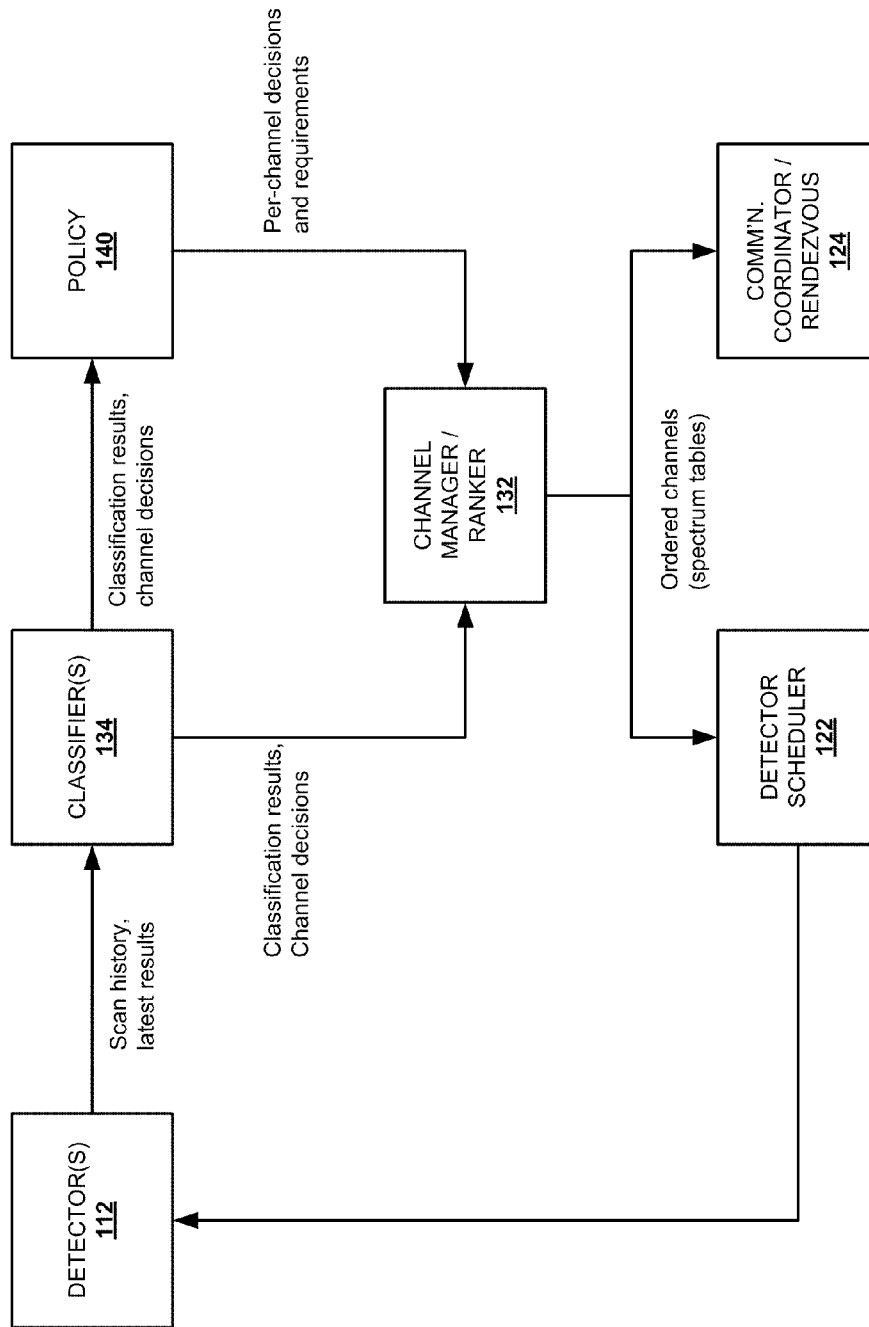 DETECTOR(S)
112
Scan history,
latest results
CLASSIFIER(S)
134
Classification results,
channel decisions
POLICY
140
Classification results,
Channel decisions
Per-channel decisions
and requirements
CHANNEL
MANAGER /
RANKER
132
Ordered channels
(spectrum tables)
DETECTOR
SCHEDULER
122
COMM'N.
COORDINATOR /
RENDEZVOUS
124